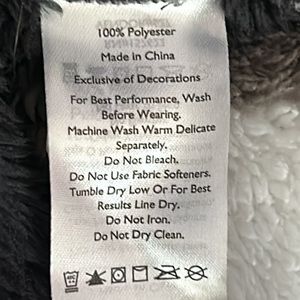 100% Polyester
Made in China
Exclusive of Decorations
For Best Performance, Wash
Before Wearing.
Machine Wash Warm Delicate
Separately.
Do Not Bleach.
Do Not Use Fabric Softeners.
Tumble Dry Low Or For Best
Results Line Dry.
Do Not Iron.
Do Not Dry Clean.